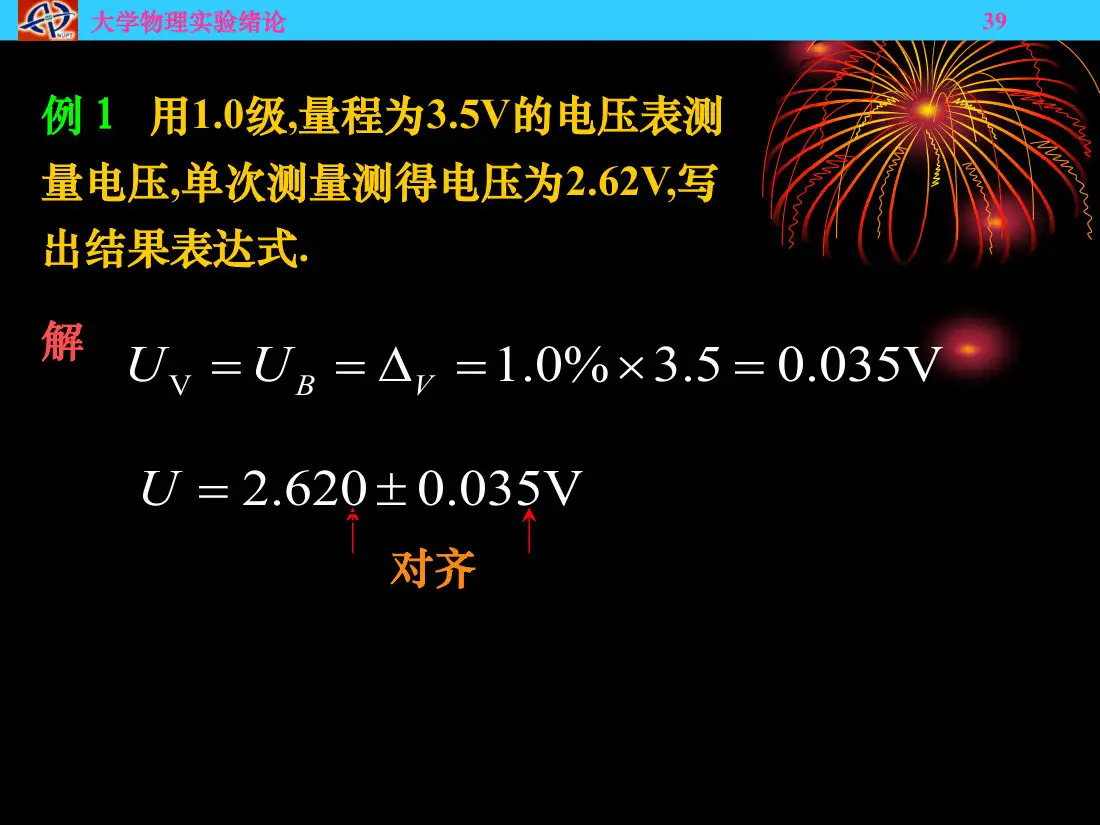 大学物理实验绪论
39
NUPT
例1 用1.0级,量程为3.5V的电压表测
量电压,单次测量测得电压为2.62V,写
出结果表达式.
解
U_V = U_B = Δ_V = 1.0% × 3.5 = 0.035V
U = 2.620 ± 0.035V
对齐